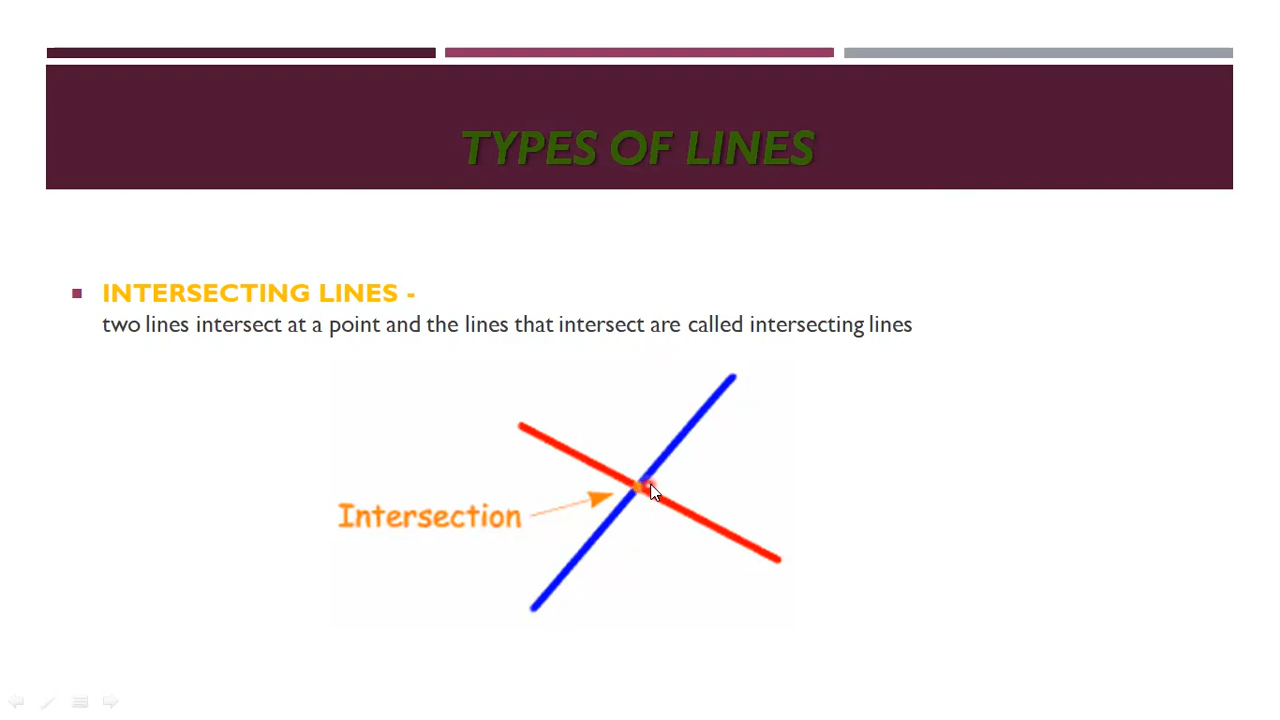 TYPES OF LINES
INTERSECTING LINES -
two lines intersect at a point and the lines that intersect are called intersecting lines
Intersection